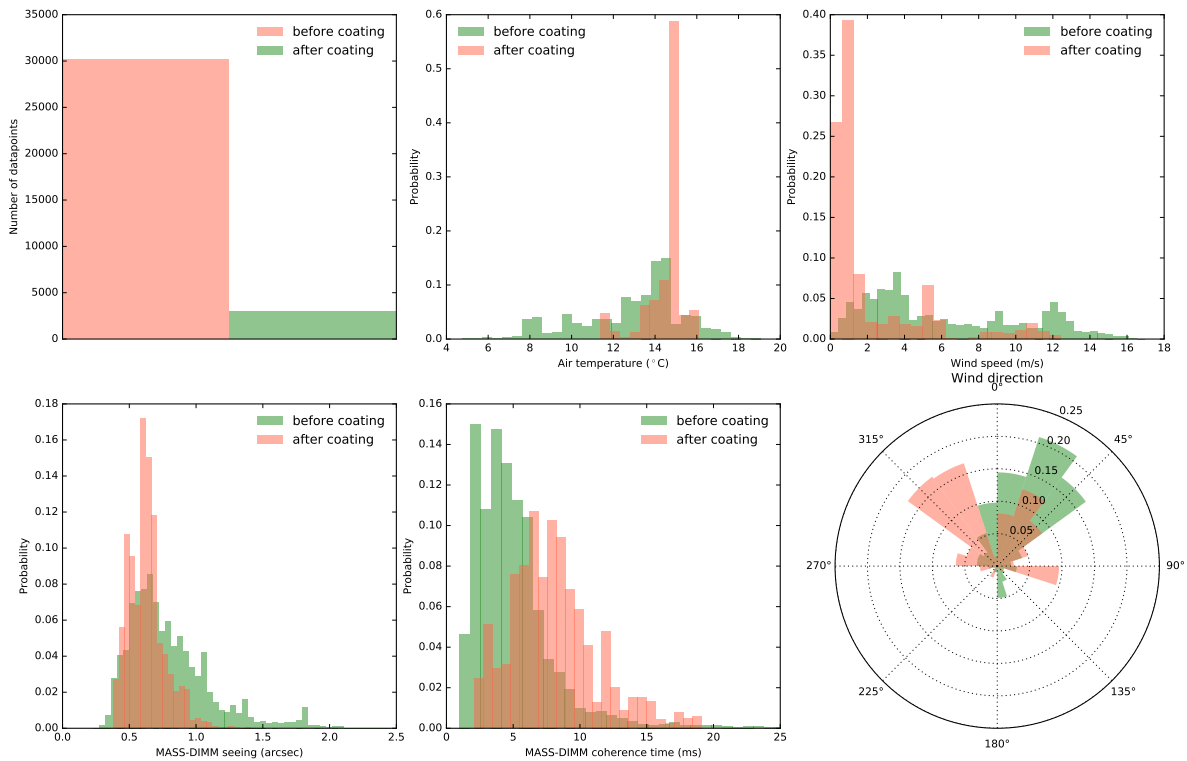 35000
30000
25000
20000
15000
10000
5000
0
Number of datapoints
before coating
after coating
0.6
0.5
0.4
0.3
0.2
0.1
0.0
Probability
before coating
after coating
4 6 8 10 12 14 16 18 20
Air temperature (°C)
0.40
0.35
0.30
0.25
0.20
0.15
0.10
0.05
0.00
Probability
before coating
after coating
0 2 4 6 8 10 12 14 16 18
Wind speed (m/s)
0.18
0.16
0.14
0.12
0.10
0.08
0.06
0.04
0.02
0.00
Probability
before coating
after coating
0.0 0.5 1.0 1.5 2.0 2.5
MASS-DIMM seeing (arcsec)
0.16
0.14
0.12
0.10
0.08
0.06
0.04
0.02
0.00
Probability
before coating
after coating
0 5 10 15 20 25
MASS-DIMM coherence time (ms)
Wind direction
0°
45°
90°
135°
180°
225°
270°
315°
0.25
0.20
0.15
0.10
0.05